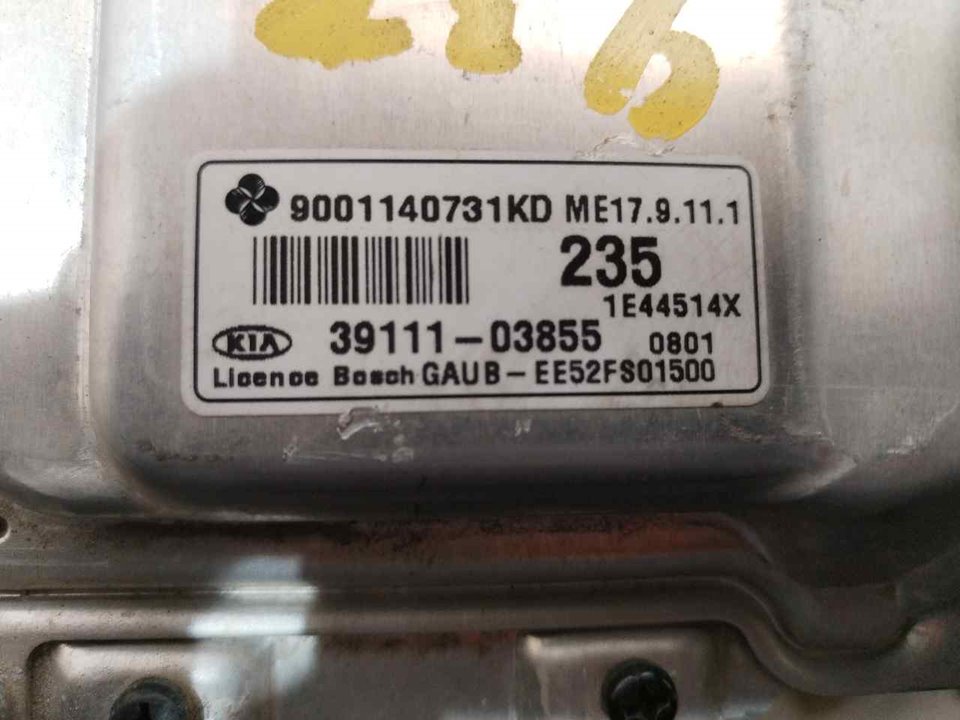 9001140731KD ME17.9.11.1
235
1E44514X
KIA 39111-03855 0801
Licence Bosch GAUB-EE52FS01500